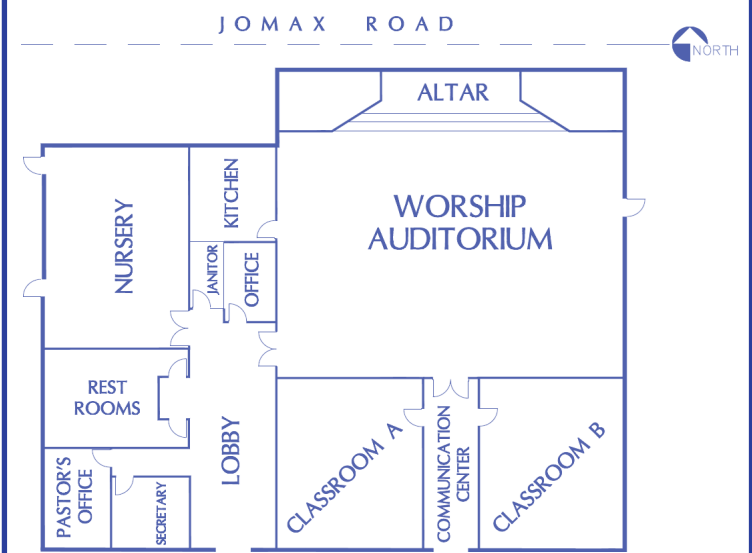 JOMAX ROAD
NORTH
ALTAR
WORSHIP
AUDITORIUM
KITCHEN
NURSERY
JANITOR
OFFICE
REST
ROOMS
LOBBY
CLASSROOM A
COMMUNICATION
CENTER
CLASSROOM B
PASTOR'S
OFFICE
SECRETARY